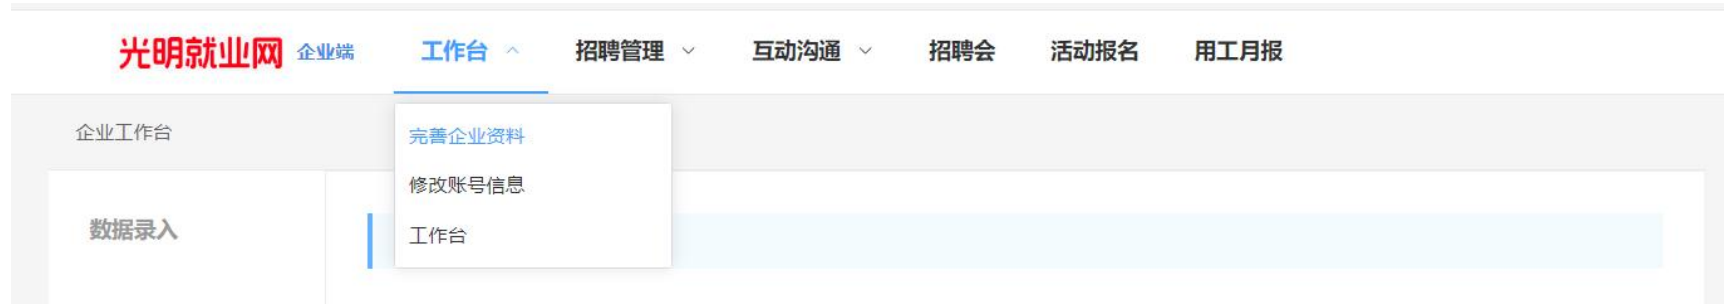 光明就业网 企业端 工作台 招聘管理 互动沟通 招聘会 活动报名 用工月报
企业工作台
完善企业资料
修改账号信息
工作台
数据录入